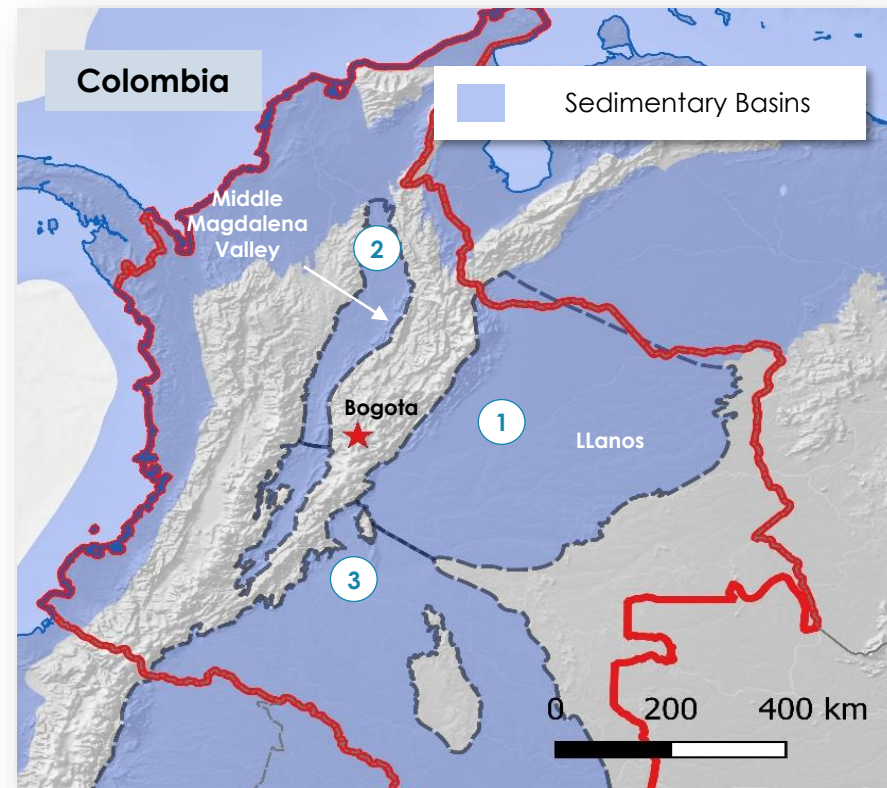 Colombia
Sedimentary Basins
Middle
Magdalena
Valley
2
Bogota
1
LLanos
3
0 200 400 km